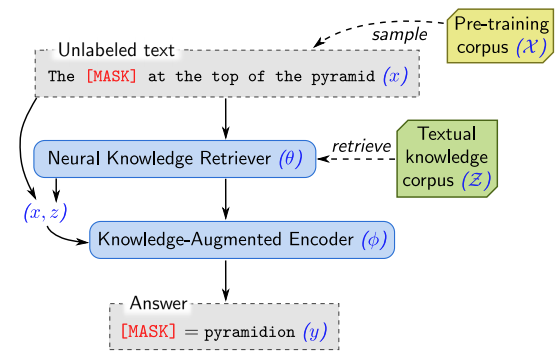 Unlabeled text
The [MASK] at the top of the pyramid (x)
sample
Pre-training
corpus (𝒳)
Neural Knowledge Retriever (θ)
retrieve
Textual
knowledge
corpus (𝒵)
(x, z)
Knowledge-Augmented Encoder (ϕ)
Answer
[MASK] = pyramidion (y)